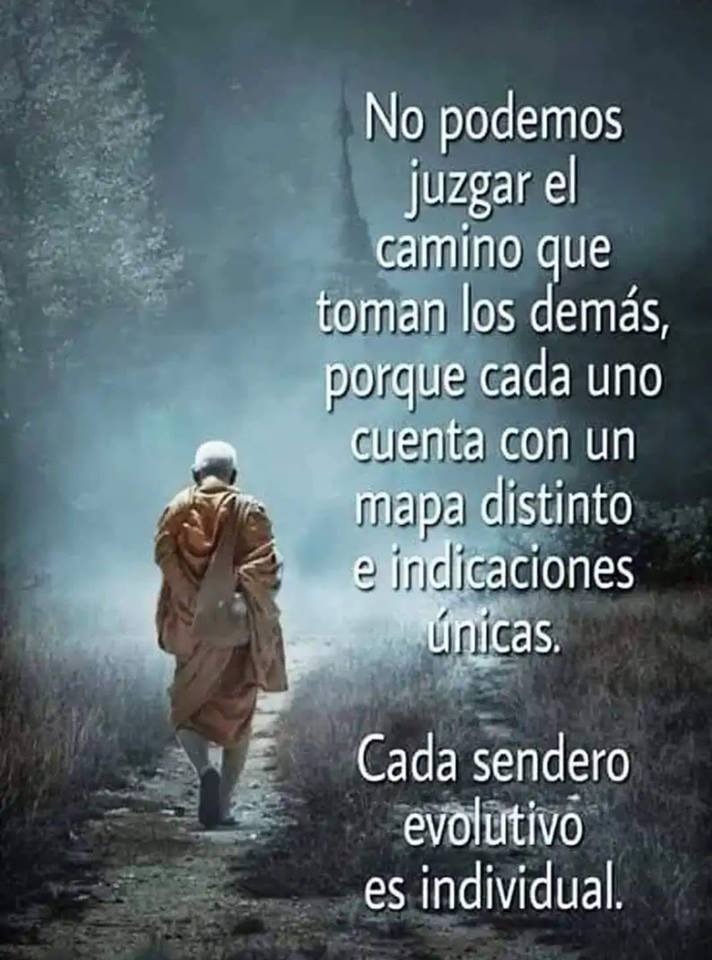 No podemos
juzgar el
camino que
toman los demás,
porque cada uno
cuenta con un
mapa distinto
e indicaciones
únicas.
Cada sendero
evolutivo
es individual.